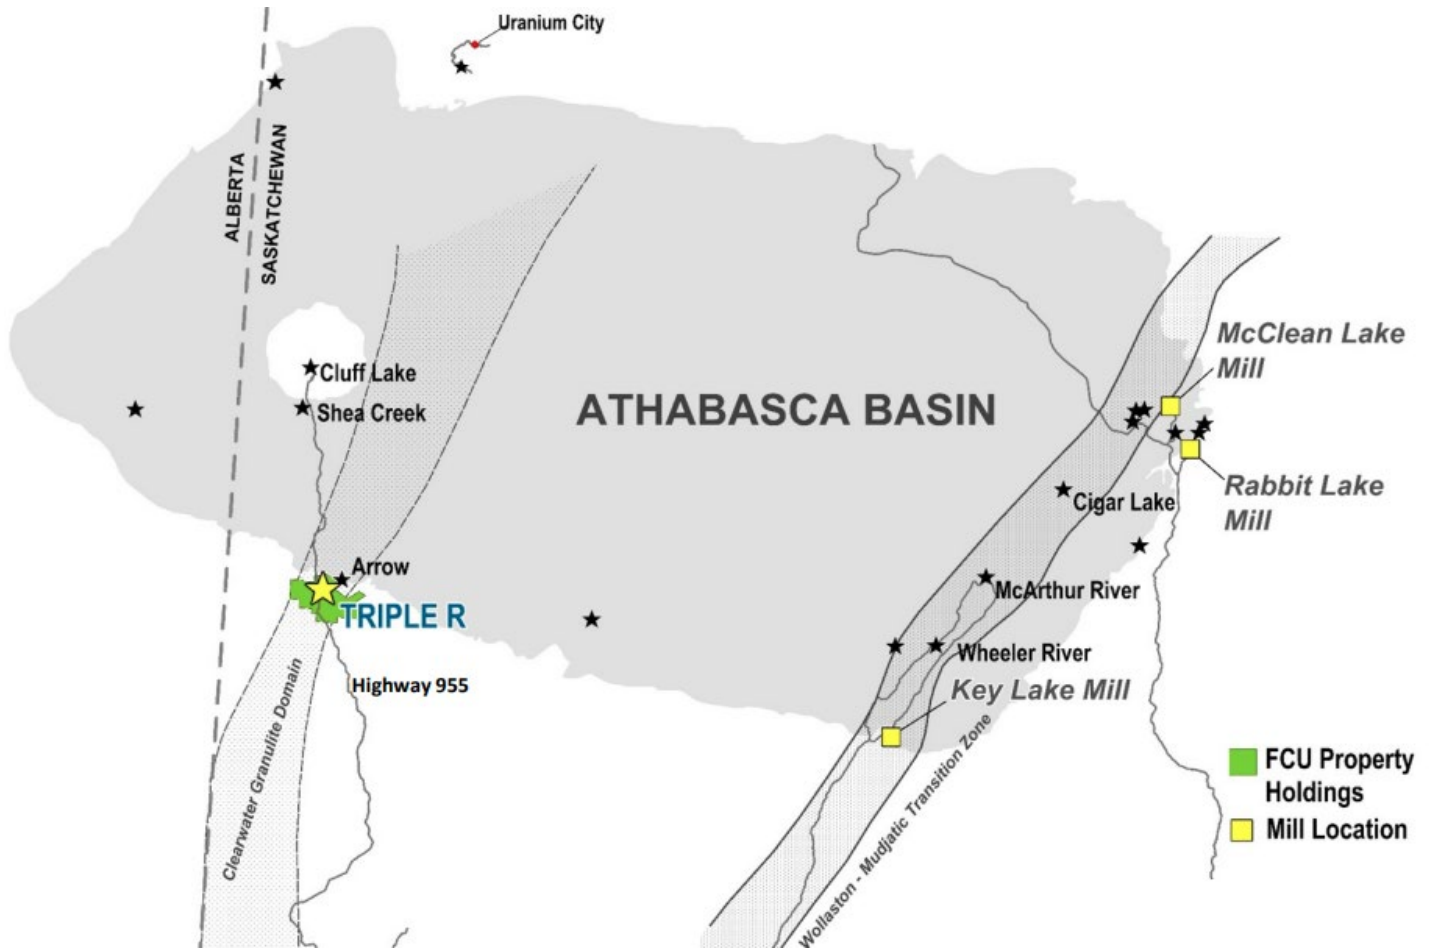 Uranium City
ALBERTA
SASKATCHEWAN
McClean Lake
Mill
Cluff Lake
Shea Creek
ATHABASCA BASIN
Rabbit Lake
Mill
Cigar Lake
Arrow
TRIPLE R
McArthur River
Wheeler River
Highway 955
Key Lake Mill
Clearwater Granulite Domain
Wollaston - Mudjatic Transition Zone
FCU Property
Holdings
Mill Location